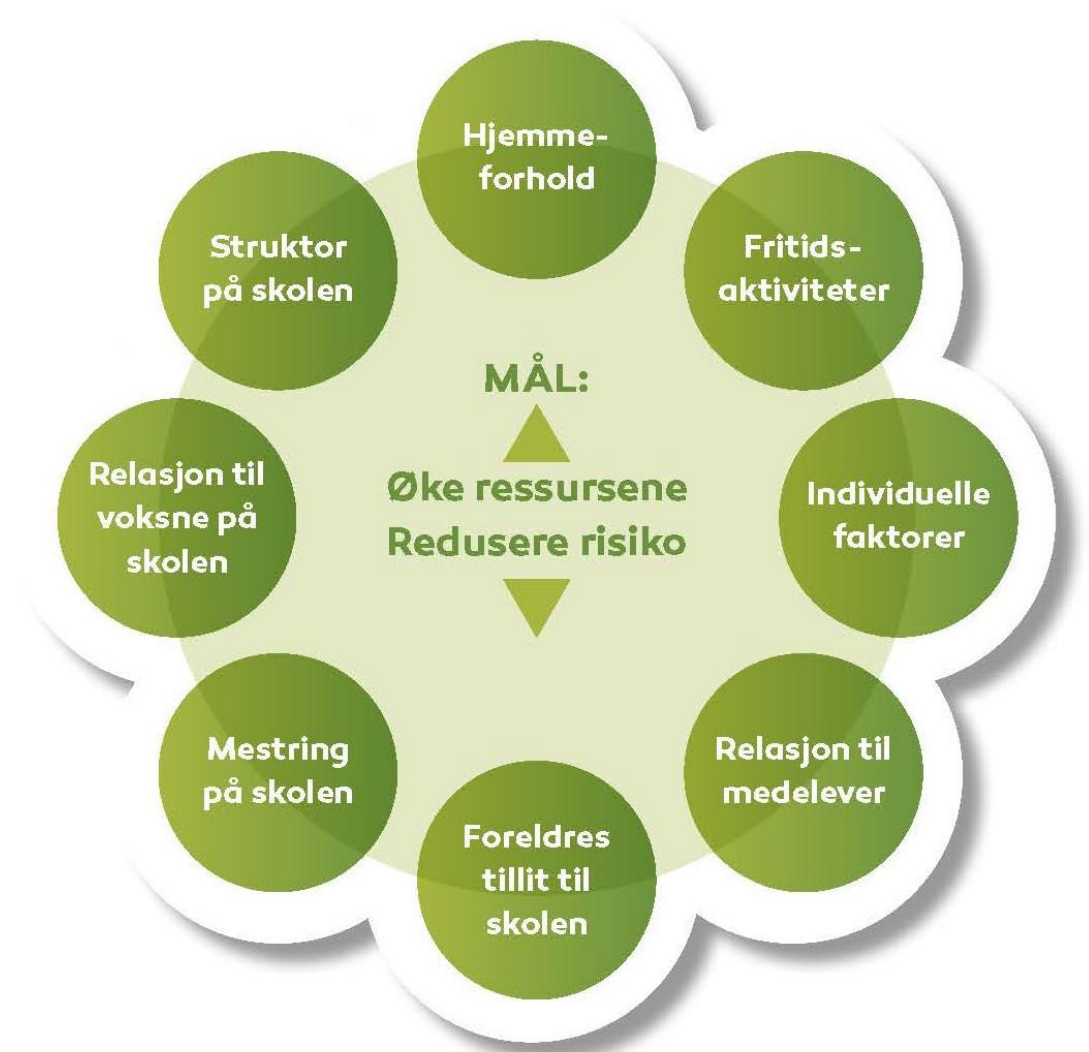 Hjemme-
forhold
Fritids-
aktiviteter
Individuelle
faktorer
Relasjon til
medelever
Foreldres
tillit til
skolen
Mestring
på skolen
Relasjon til
voksne på
skolen
Struktor
på skolen
MÅL:
Øke ressursene
Redusere risiko